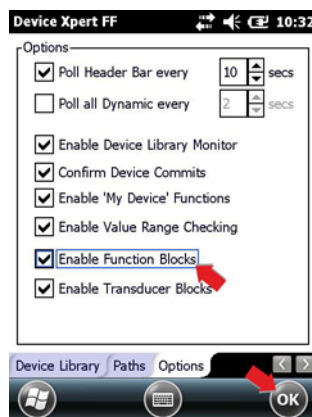 Device Xpert FF 10:32
Options
Poll Header Bar every 10 secs
Poll all Dynamic every 2 secs
Enable Device Library Monitor
Confirm Device Commits
Enable 'My Device' Functions
Enable Value Range Checking
Enable Function Blocks
Enable Transducer Blocks
Device Library Paths Options
OK